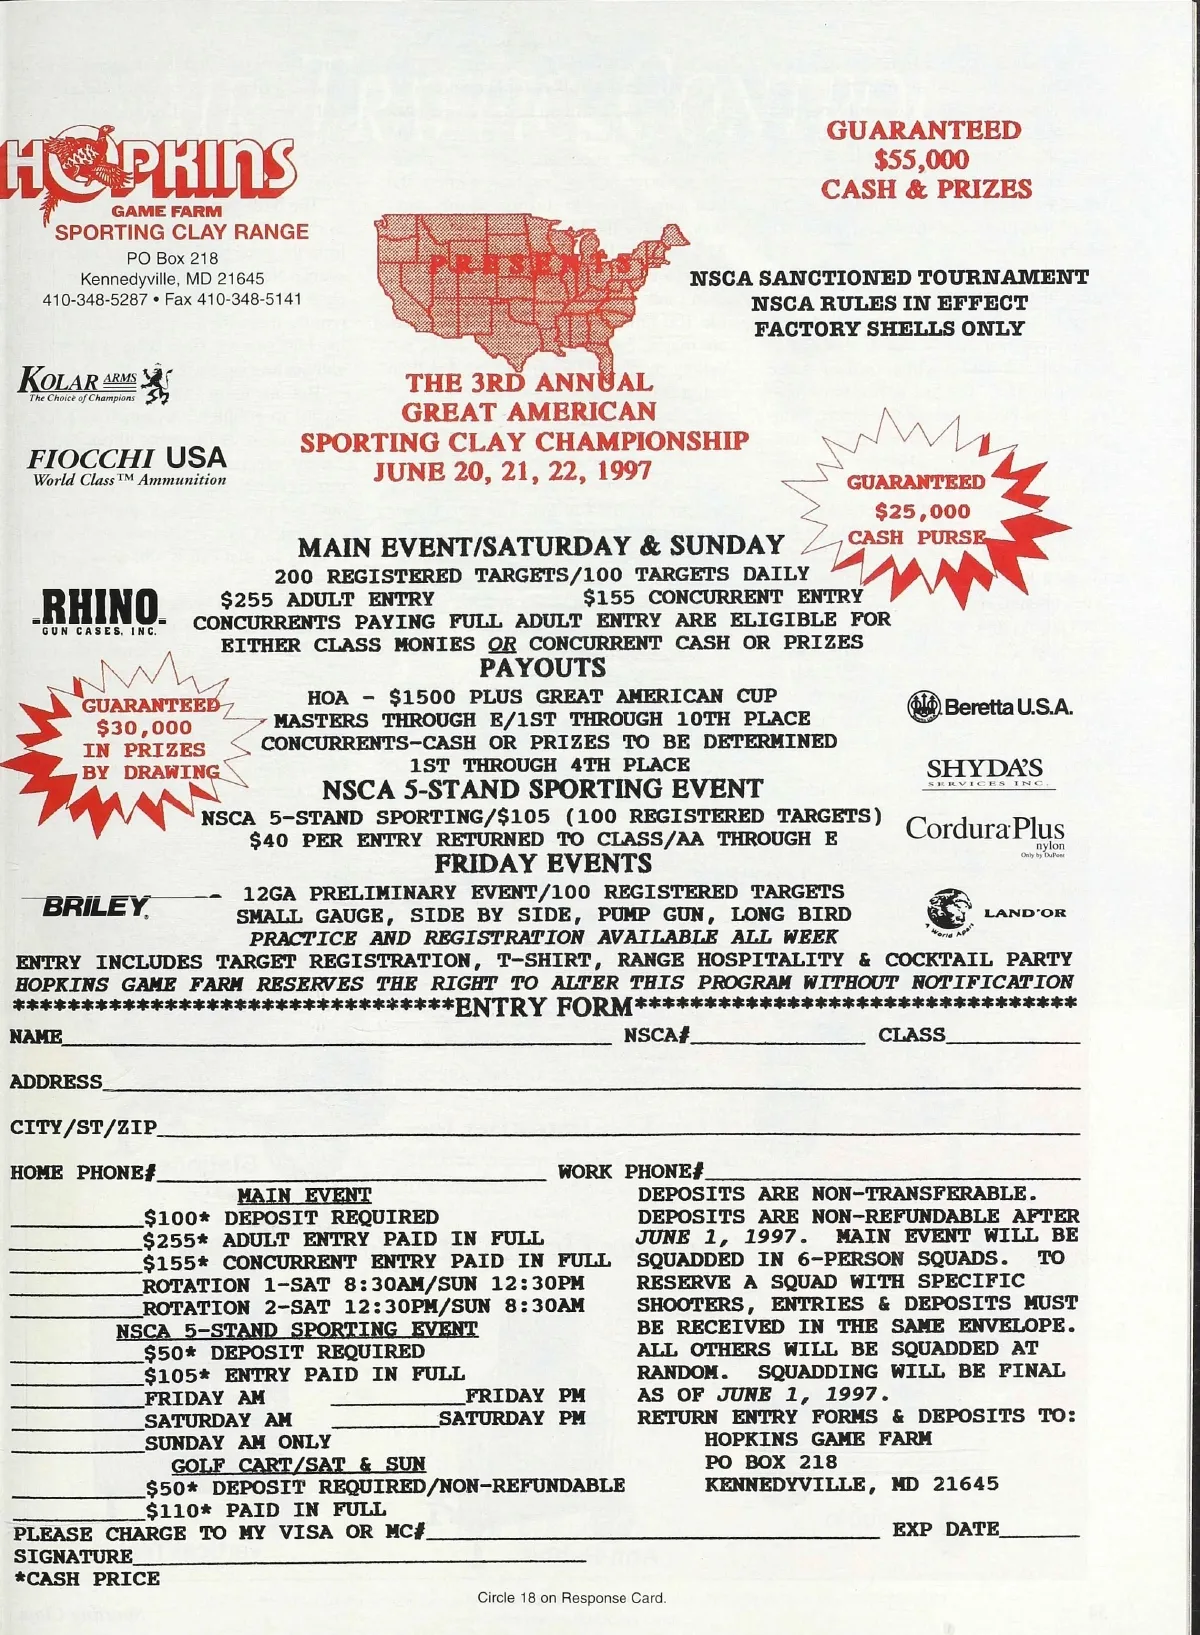 HOPKINS
GAME FARM
SPORTING CLAY RANGE
PO Box 218
Kennedyville, MD 21645
410-348-5287 • Fax 410-348-5141
GUARANTEED
$55,000
CASH & PRIZES
PRESENTS
NSCA SANCTIONED TOURNAMENT
NSCA RULES IN EFFECT
FACTORY SHELLS ONLY
KOLAR ARMS
The Choice of Champions
THE 3RD ANNUAL
GREAT AMERICAN
SPORTING CLAY CHAMPIONSHIP
JUNE 20, 21, 22, 1997
FIOCCHI USA
World Class™ Ammunition
GUARANTEED
$25,000
CASH PURSE
MAIN EVENT/SATURDAY & SUNDAY
200 REGISTERED TARGETS/100 TARGETS DAILY
$255 ADULT ENTRY $155 CONCURRENT ENTRY
CONCURRENTS PAYING FULL ADULT ENTRY ARE ELIGIBLE FOR
EITHER CLASS MONIES OR CONCURRENT CASH OR PRIZES
RHINO
GUN CASES, INC.
PAYOUTS
HOA - $1500 PLUS GREAT AMERICAN CUP
MASTERS THROUGH E/1ST THROUGH 10TH PLACE
CONCURRENTS-CASH OR PRIZES TO BE DETERMINED
1ST THROUGH 4TH PLACE
GUARANTEED
$30,000
IN PRIZES
BY DRAWING
Beretta U.S.A.
SHYDA'S
SERVICES INC.
NSCA 5-STAND SPORTING EVENT
NSCA 5-STAND SPORTING/$105 (100 REGISTERED TARGETS)
$40 PER ENTRY RETURNED TO CLASS/AA THROUGH E
Cordura Plus
nylon
Only by DuPont
FRIDAY EVENTS
12GA PRELIMINARY EVENT/100 REGISTERED TARGETS
SMALL GAUGE, SIDE BY SIDE, PUMP GUN, LONG BIRD
PRACTICE AND REGISTRATION AVAILABLE ALL WEEK
BRILEY®
LAND'OR
A World Apart
ENTRY INCLUDES TARGET REGISTRATION, T-SHIRT, RANGE HOSPITALITY & COCKTAIL PARTY
HOPKINS GAME FARM RESERVES THE RIGHT TO ALTER THIS PROGRAM WITHOUT NOTIFICATION
********************************ENTRY FORM********************************
NAME NSCA# CLASS
ADDRESS
CITY/ST/ZIP
HOME PHONE# WORK PHONE#
MAIN EVENT
$100* DEPOSIT REQUIRED
$255* ADULT ENTRY PAID IN FULL
$155* CONCURRENT ENTRY PAID IN FULL
ROTATION 1-SAT 8:30AM/SUN 12:30PM
ROTATION 2-SAT 12:30PM/SUN 8:30AM
NSCA 5-STAND SPORTING EVENT
$50* DEPOSIT REQUIRED
$105* ENTRY PAID IN FULL
FRIDAY AM FRIDAY PM
SATURDAY AM SATURDAY PM
SUNDAY AM ONLY
GOLF CART/SAT & SUN
$50* DEPOSIT REQUIRED/NON-REFUNDABLE
$110* PAID IN FULL
DEPOSITS ARE NON-TRANSFERABLE.
DEPOSITS ARE NON-REFUNDABLE AFTER
JUNE 1, 1997. MAIN EVENT WILL BE
SQUADDED IN 6-PERSON SQUADS. TO
RESERVE A SQUAD WITH SPECIFIC
SHOOTERS, ENTRIES & DEPOSITS MUST
BE RECEIVED IN THE SAME ENVELOPE.
ALL OTHERS WILL BE SQUADDED AT
RANDOM. SQUADDING WILL BE FINAL
AS OF JUNE 1, 1997.
RETURN ENTRY FORMS & DEPOSITS TO:
HOPKINS GAME FARM
PO BOX 218
KENNEDYVILLE, MD 21645
PLEASE CHARGE TO MY VISA OR MC# EXP DATE
SIGNATURE
*CASH PRICE
Circle 18 on Response Card.